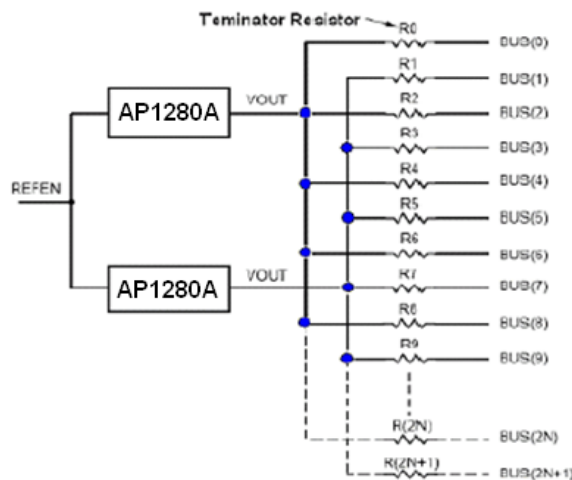 Teminator Resistor
R0
BUS(0)
R1
BUS(1)
AP1280A
VOUT
R2
BUS(2)
R3
BUS(3)
R4
BUS(4)
REFEN
R5
BUS(5)
R6
BUS(6)
AP1280A
VOUT
R7
BUS(7)
R8
BUS(8)
R9
BUS(9)
R(2N)
BUS(2N)
R(2N+1)
BUS(2N+1)